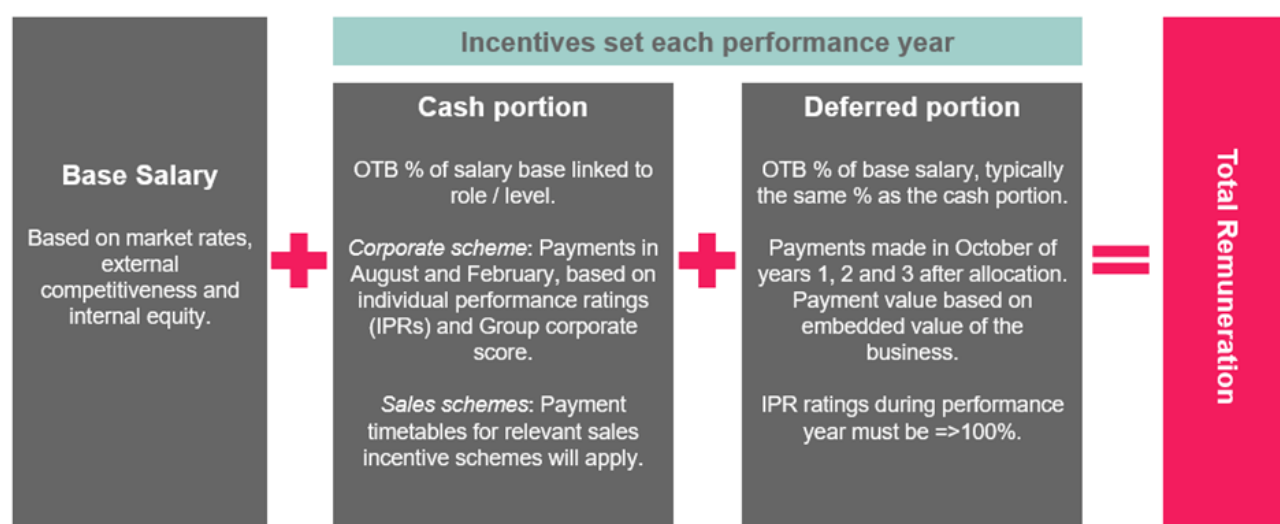 Incentives set each performance year
Base Salary
Based on market rates,
external
competitiveness and
internal equity.
Cash portion
OTB % of salary base linked to
role / level.
Corporate scheme: Payments in
August and February, based on
individual performance ratings
(IPRs) and Group corporate
score.
Sales schemes: Payment
timetables for relevant sales
incentive schemes will apply.
Deferred portion
OTB % of base salary, typically
the same % as the cash portion.
Payments made in October of
years 1, 2 and 3 after allocation.
Payment value based on
embedded value of the
business.
IPR ratings during performance
year must be =>100%.
Total Remuneration